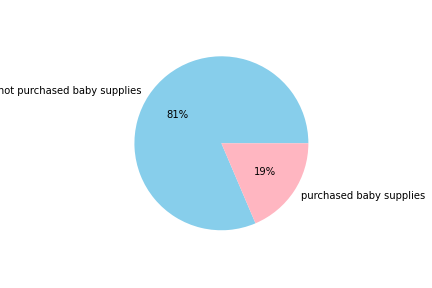 not purchased baby supplies
81%
19%
purchased baby supplies